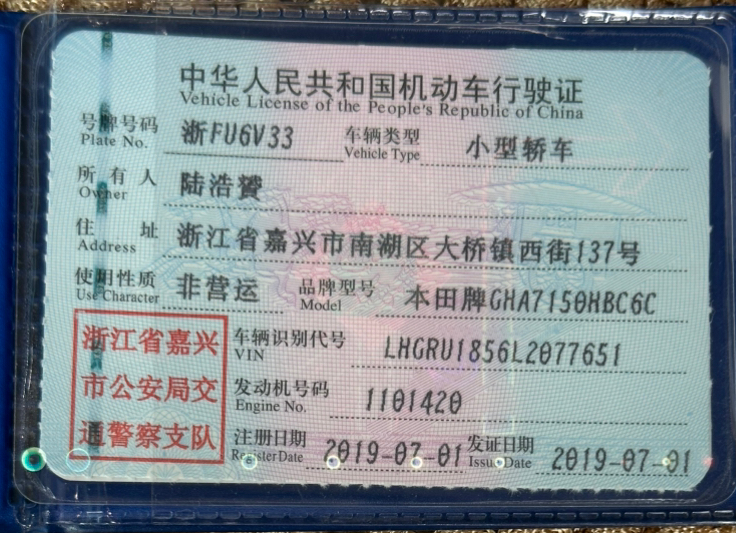 中华人民共和国机动车行驶证
Vehicle License of the People's Republic of China
号牌号码 浙FU6V33 车辆类型 小型轿车
Plate No. Vehicle Type
所有人 陆浩赟
Owner
住址 浙江省嘉兴市南湖区大桥镇西街137号
Address
使用性质 非营运 品牌型号 本田牌GHA7150HBC6C
Use Character Model
浙江省嘉兴 车辆识别代号 LHGRU1856L2077651
VIN
市公安局交 发动机号码 1101420
Engine No.
通警察支队 注册日期 2019-07-01 发证日期 2019-07-01
Register Date Issue Date